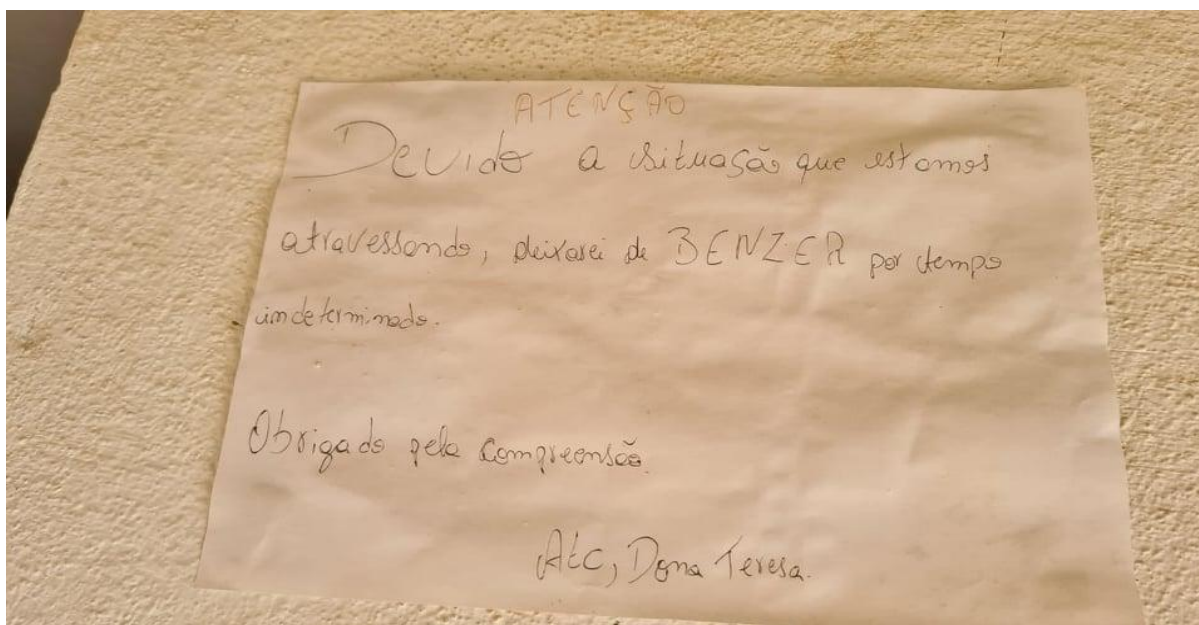 ATENÇÃO
Devido a situação que estamos
atravessando, deixarei de BENZER por tempo
indeterminado.
Obrigado pela compreensão.
Atc, Dona Teresa.